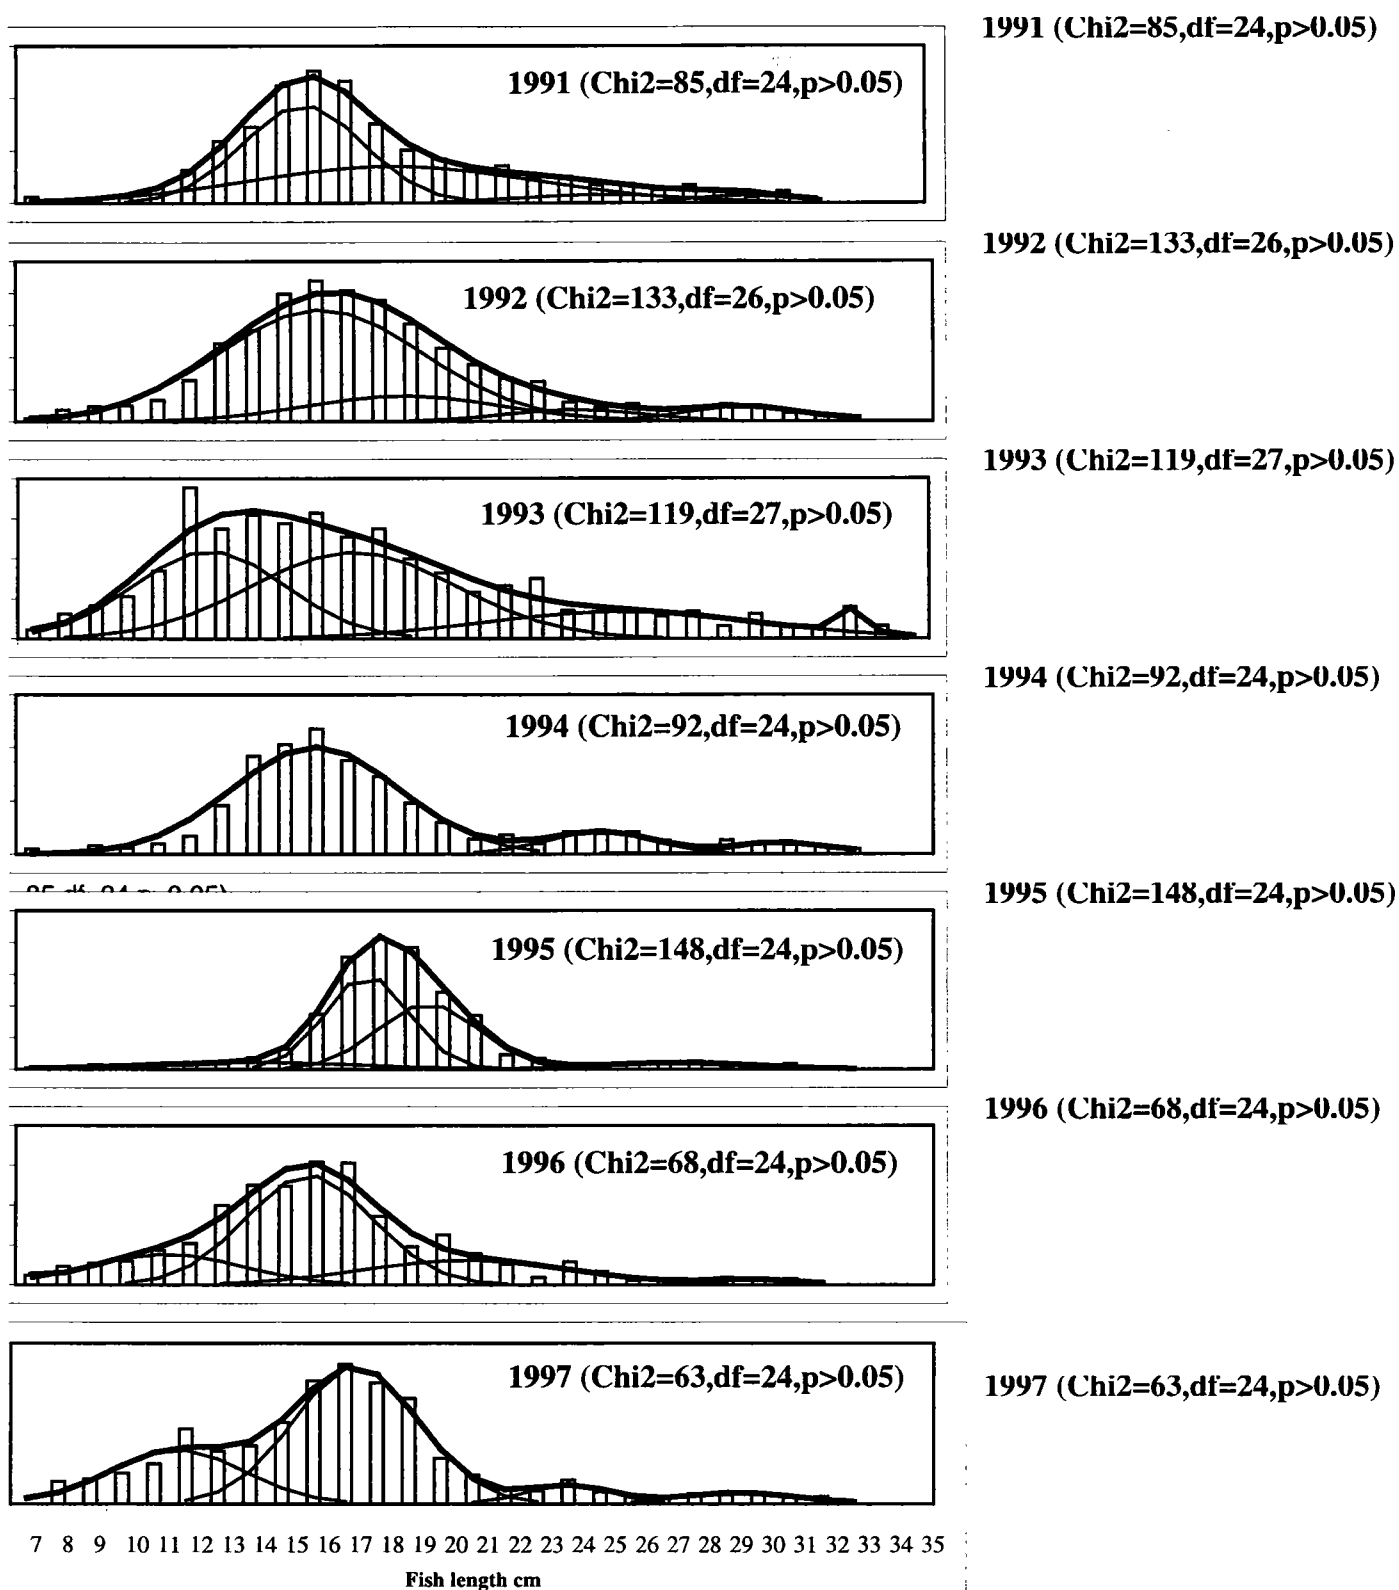 1991 (Chi2=85,df=24,p>0.05)
1991 (Chi2=85,df=24,p>0.05)
1992 (Chi2=133,df=26,p>0.05)
1992 (Chi2=133,df=26,p>0.05)
1993 (Chi2=119,df=27,p>0.05)
1993 (Chi2=119,df=27,p>0.05)
1994 (Chi2=92,df=24,p>0.05)
1994 (Chi2=92,df=24,p>0.05)
85,df=24,p>0.05)
1995 (Chi2=148,df=24,p>0.05)
1995 (Chi2=148,df=24,p>0.05)
1996 (Chi2=68,df=24,p>0.05)
1996 (Chi2=68,df=24,p>0.05)
1997 (Chi2=63,df=24,p>0.05)
1997 (Chi2=63,df=24,p>0.05)
7 8 9 10 11 12 13 14 15 16 17 18 19 20 21 22 23 24 25 26 27 28 29 30 31 32 33 34 35
Fish length cm